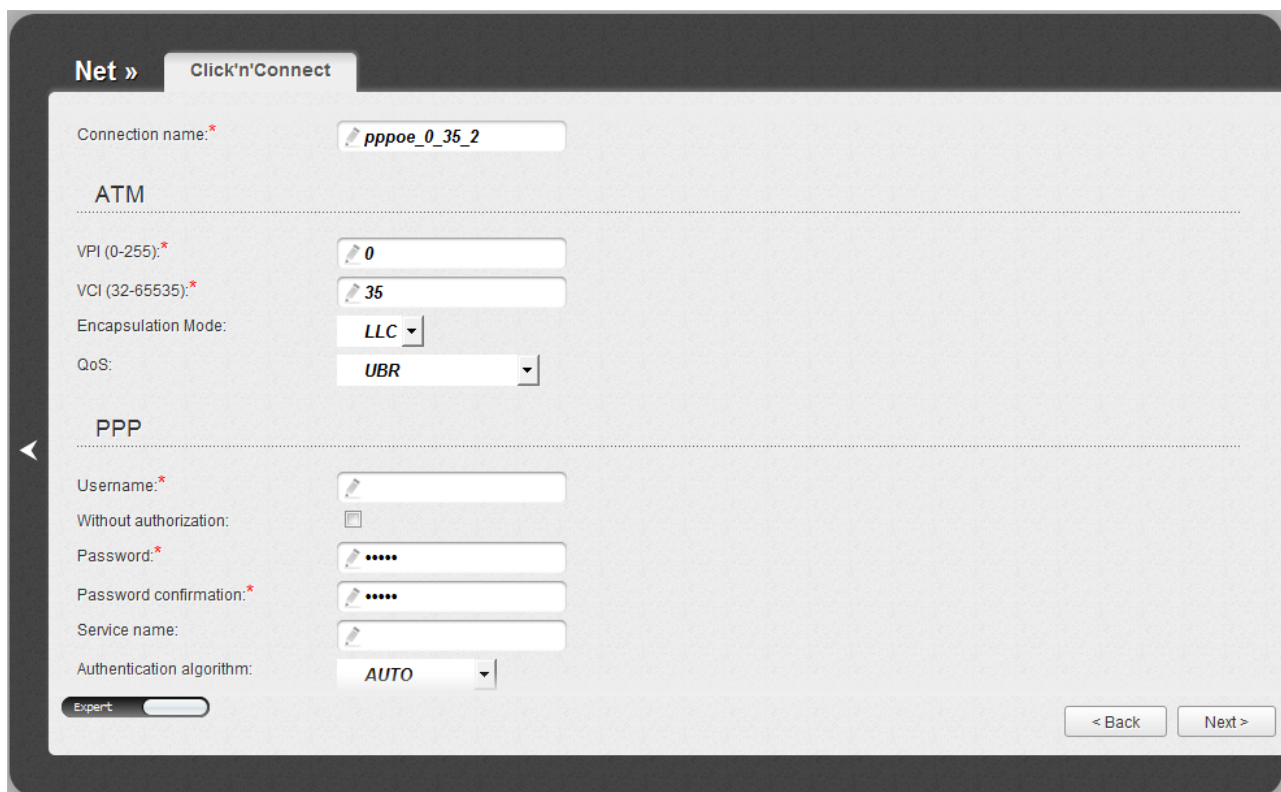 Net » Click'n'Connect
Connection name:* pppoe_0_35_2
ATM
VPI (0-255):* 0
VCI (32-65535):* 35
Encapsulation Mode: LLC
QoS: UBR
PPP
Username:*
Without authorization:
Password:* •••••
Password confirmation:* •••••
Service name:
Authentication algorithm: AUTO
Expert
< Back Next >